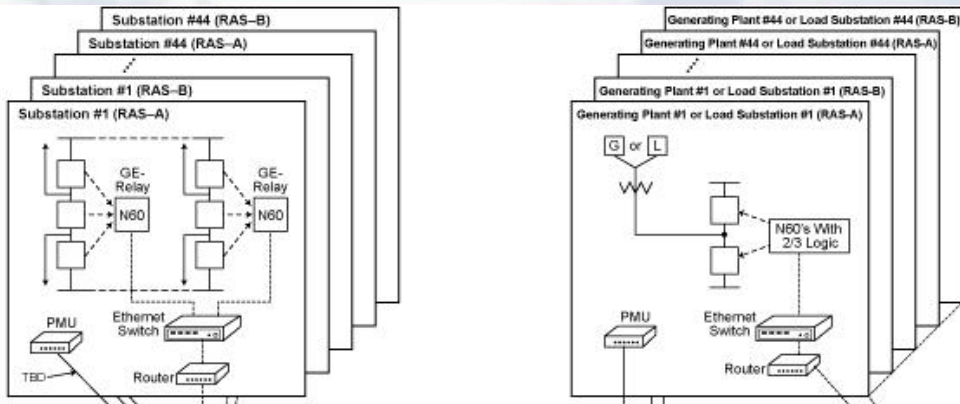 Substation #44 (RAS–B)
Substation #44 (RAS–A)
Substation #1 (RAS–B)
Substation #1 (RAS–A)
GE-
Relay
N60
GE-
Relay
N60
PMU
Ethernet
Switch
TBD
Router
Generating Plant #44 or Load Substation #44 (RAS-B)
Generating Plant #44 or Load Substation #44 (RAS-A)
Generating Plant #1 or Load Substation #1 (RAS-B)
Generating Plant #1 or Load Substation #1 (RAS-A)
G or L
N60's With
2/3 Logic
PMU
Ethernet
Switch
Router